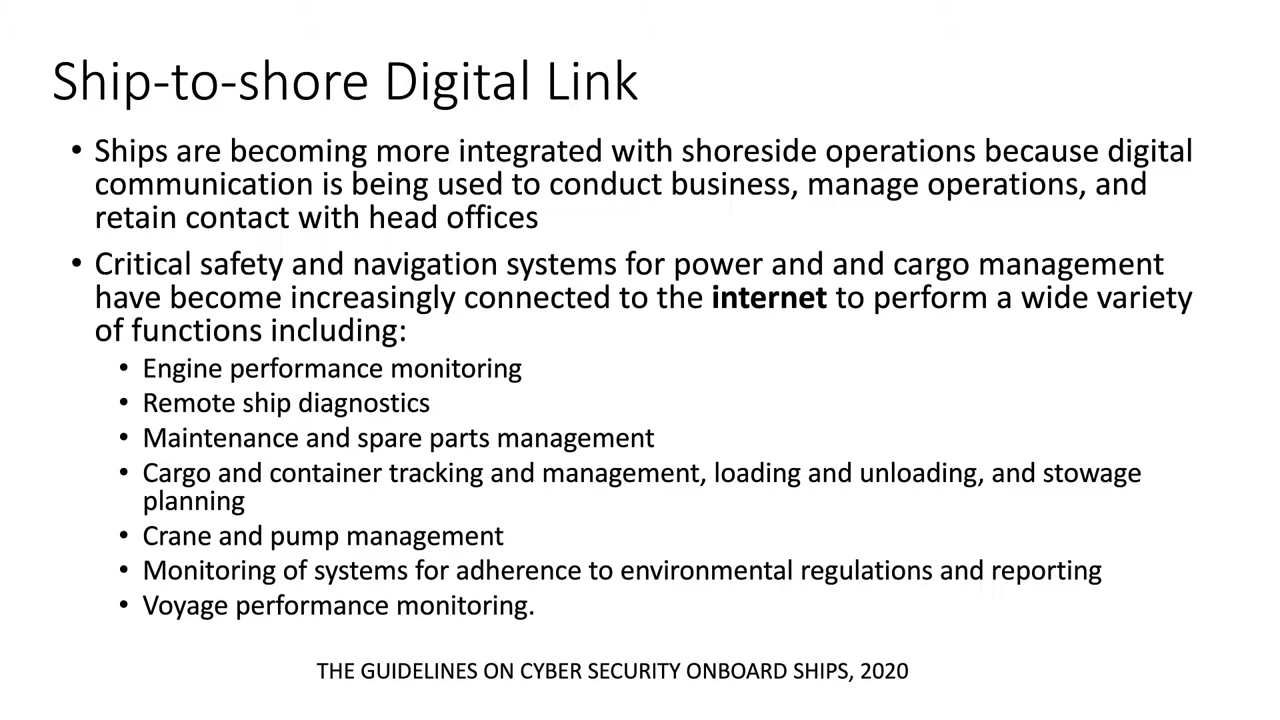 Ship-to-shore Digital Link
• Ships are becoming more integrated with shoreside operations because digital
communication is being used to conduct business, manage operations, and
retain contact with head offices
• Critical safety and navigation systems for power and and cargo management
have become increasingly connected to the internet to perform a wide variety
of functions including:
• Engine performance monitoring
• Remote ship diagnostics
• Maintenance and spare parts management
• Cargo and container tracking and management, loading and unloading, and stowage
planning
• Crane and pump management
• Monitoring of systems for adherence to environmental regulations and reporting
• Voyage performance monitoring.
THE GUIDELINES ON CYBER SECURITY ONBOARD SHIPS, 2020